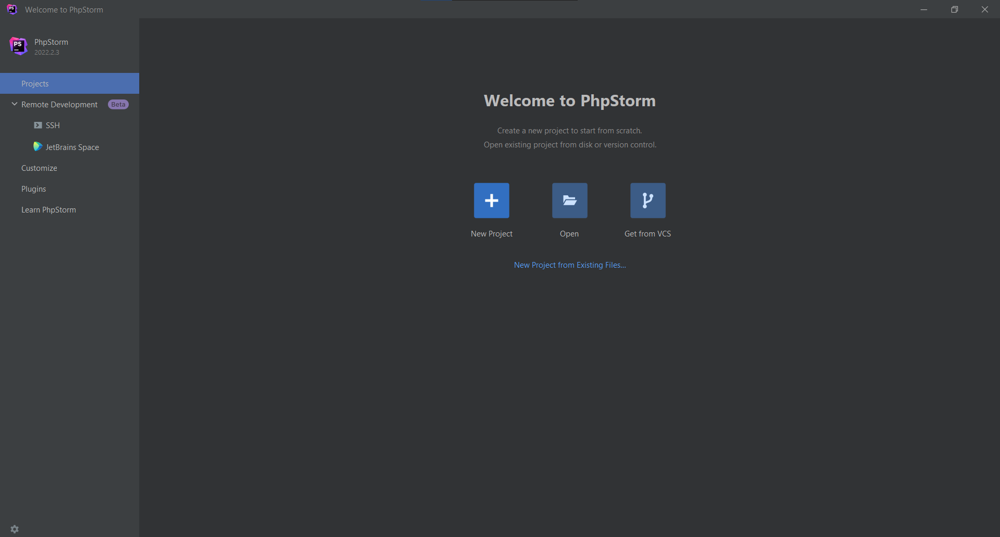 Welcome to PhpStorm
PS
PhpStorm
2022.2.3
Projects
Remote Development Beta
SSH
JetBrains Space
Customize
Plugins
Learn PhpStorm
Welcome to PhpStorm
Create a new project to start from scratch.
Open existing project from disk or version control.
New Project
Open
Get from VCS
New Project from Existing Files...